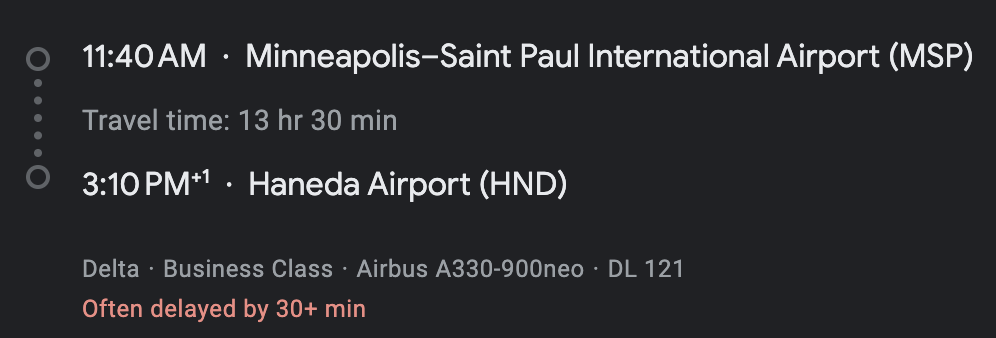 11:40 AM · Minneapolis–Saint Paul International Airport (MSP)
Travel time: 13 hr 30 min
3:10 PM+1 · Haneda Airport (HND)
Delta · Business Class · Airbus A330-900neo · DL 121
Often delayed by 30+ min